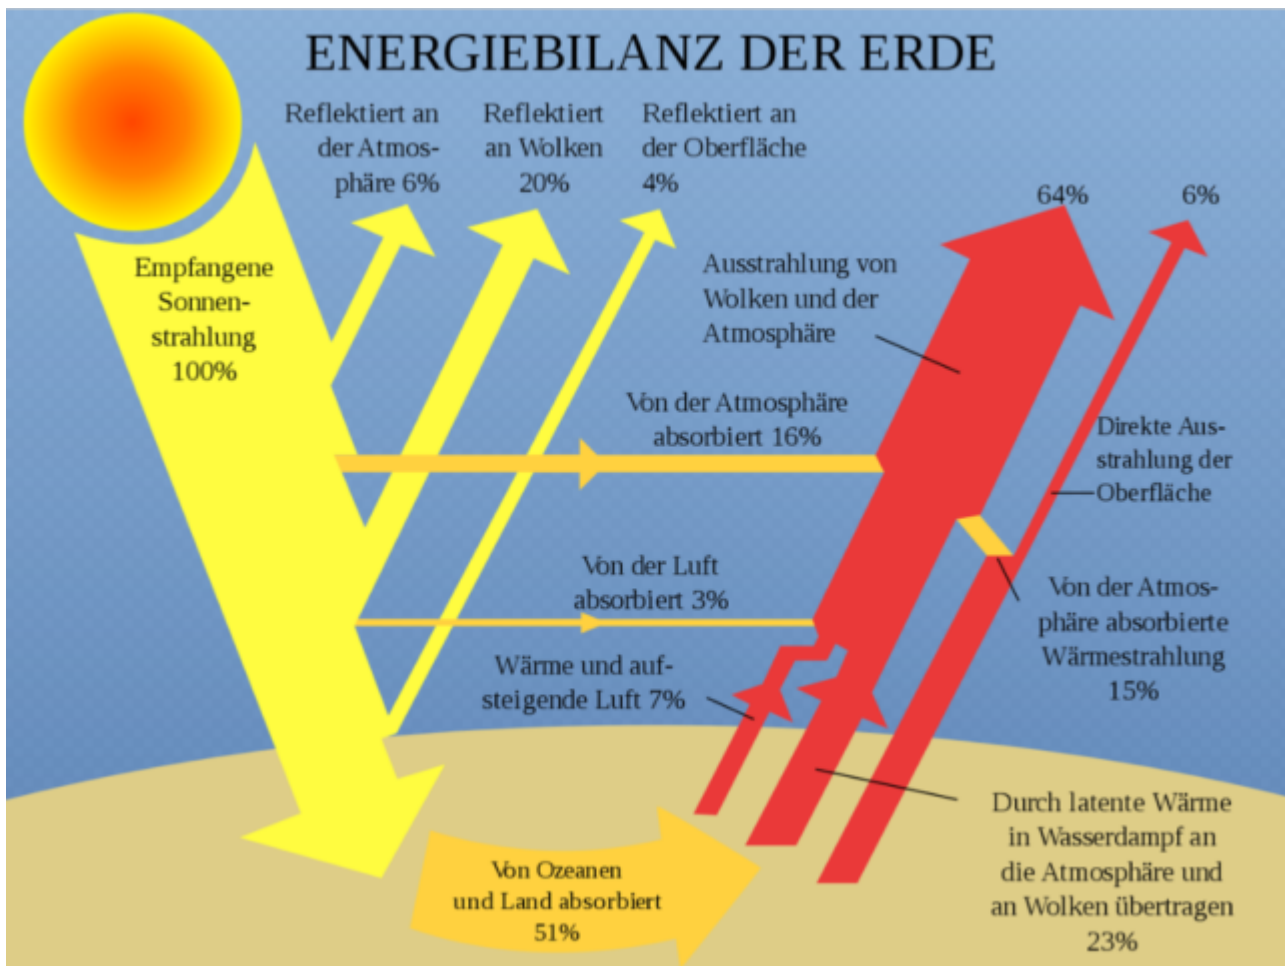 ENERGIEBILANZ DER ERDE
Reflektiert an
der Atmos-
phäre 6%
Reflektiert
an Wolken
20%
Reflektiert an
der Oberfläche
4%
64%
6%
Empfangene
Sonnen-
strahlung
100%
Ausstrahlung von
Wolken und der
Atmosphäre
Von der Atmosphäre
absorbiert 16%
Direkte Aus-
strahlung der
Oberfläche
Von der Luft
absorbiert 3%
Von der Atmos-
phäre absorbierte
Wärmestrahlung
15%
Wärme und auf-
steigende Luft 7%
Durch latente Wärme
in Wasserdampf an
die Atmosphäre und
an Wolken übertragen
23%
Von Ozeanen
und Land absorbiert
51%